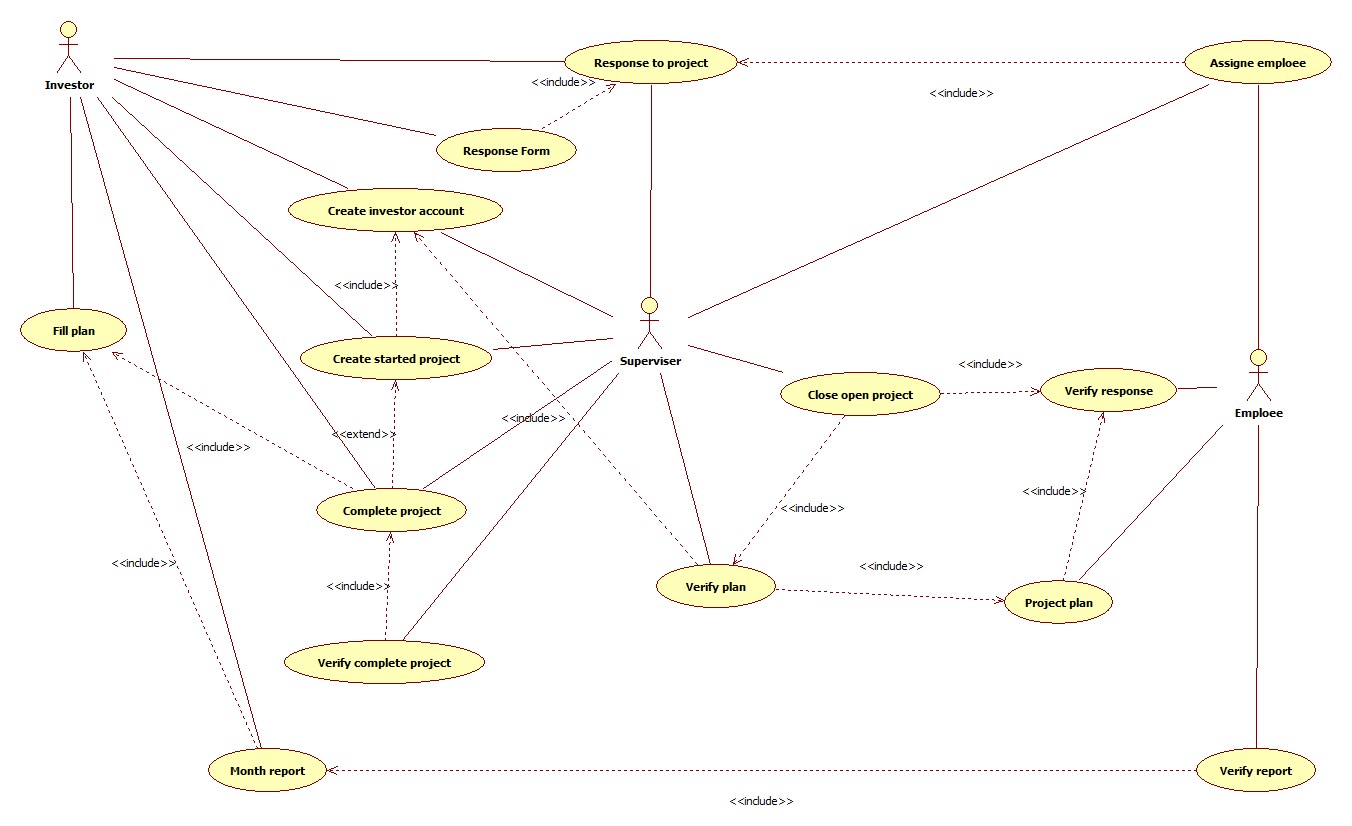 Investor
Response to project
Assigne emploee
<<include>>
<<include>>
Response Form
Create investor account
<<include>>
Fill plan
Create started project
Superviser
Close open project
<<include>>
Verify response
Emploee
<<include>>
<<extend>>
<<include>>
<<include>>
Complete project
<<include>>
<<include>>
<<include>>
<<include>>
Verify plan
Project plan
Verify complete project
Month report
Verify report
<<include>>